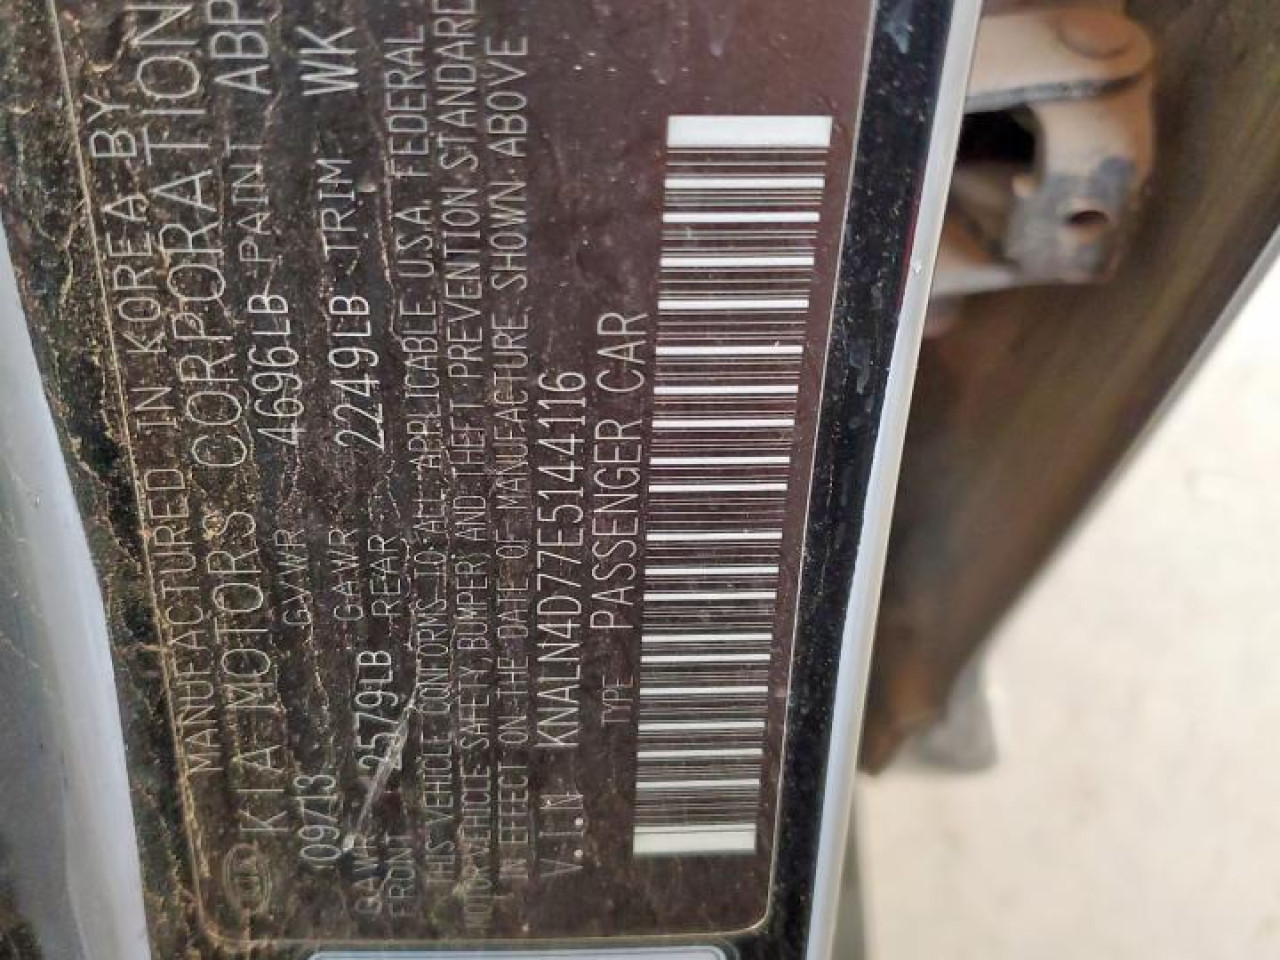 MANUFACTURED IN KOREA BY
KIA KIA MOTORS CORPORATION
09/13 GVWR 4696LB PAINT ABP
GAWR FRONT 2579LB GAWR REAR 2249LB TRIM WK
THIS VEHICLE CONFORMS TO ALL APPLICABLE U.S.A. FEDERAL
MOTOR VEHICLE SAFETY, BUMPER AND THEFT PREVENTION STANDARD
IN EFFECT ON THE DATE OF MANUFACTURE SHOWN ABOVE
V.I.N KNALN4D77E5144116
TYPE PASSENGER CAR